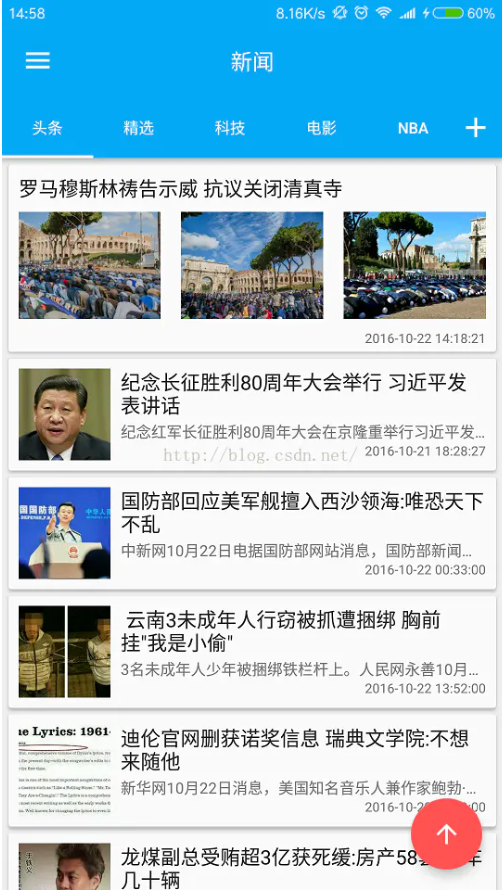 14:58
8.16K/s 60%
新闻
头条 精选 科技 电影 NBA
罗马穆斯林祷告示威 抗议关闭清真寺
2016-10-22 14:18:21
纪念长征胜利80周年大会举行 习近平发
表讲话
纪念红军长征胜利80周年大会在京隆重举行习近平发...
http://blog.csdn.net/
2016-10-21 18:28:27
国防部回应美军舰擅入西沙领海:唯恐天下
不乱
中新网10月22日电据国防部网站消息，国防部新闻...
2016-10-22 00:33:00
云南3未成年人行窃被抓遭捆绑 胸前
挂"我是小偷"
3名未成年人少年被捆绑铁栏杆上。人民网永善10月...
2016-10-22 13:52:00
ne Lyrics: 1961-
迪伦官网删获诺奖信息 瑞典文学院:不想
来随他
新华网10月22日消息，美国知名音乐人兼作家鲍勃·...
2016-10-2
:00
龙煤副总受贿超3亿获死缓:房产58
几十辆